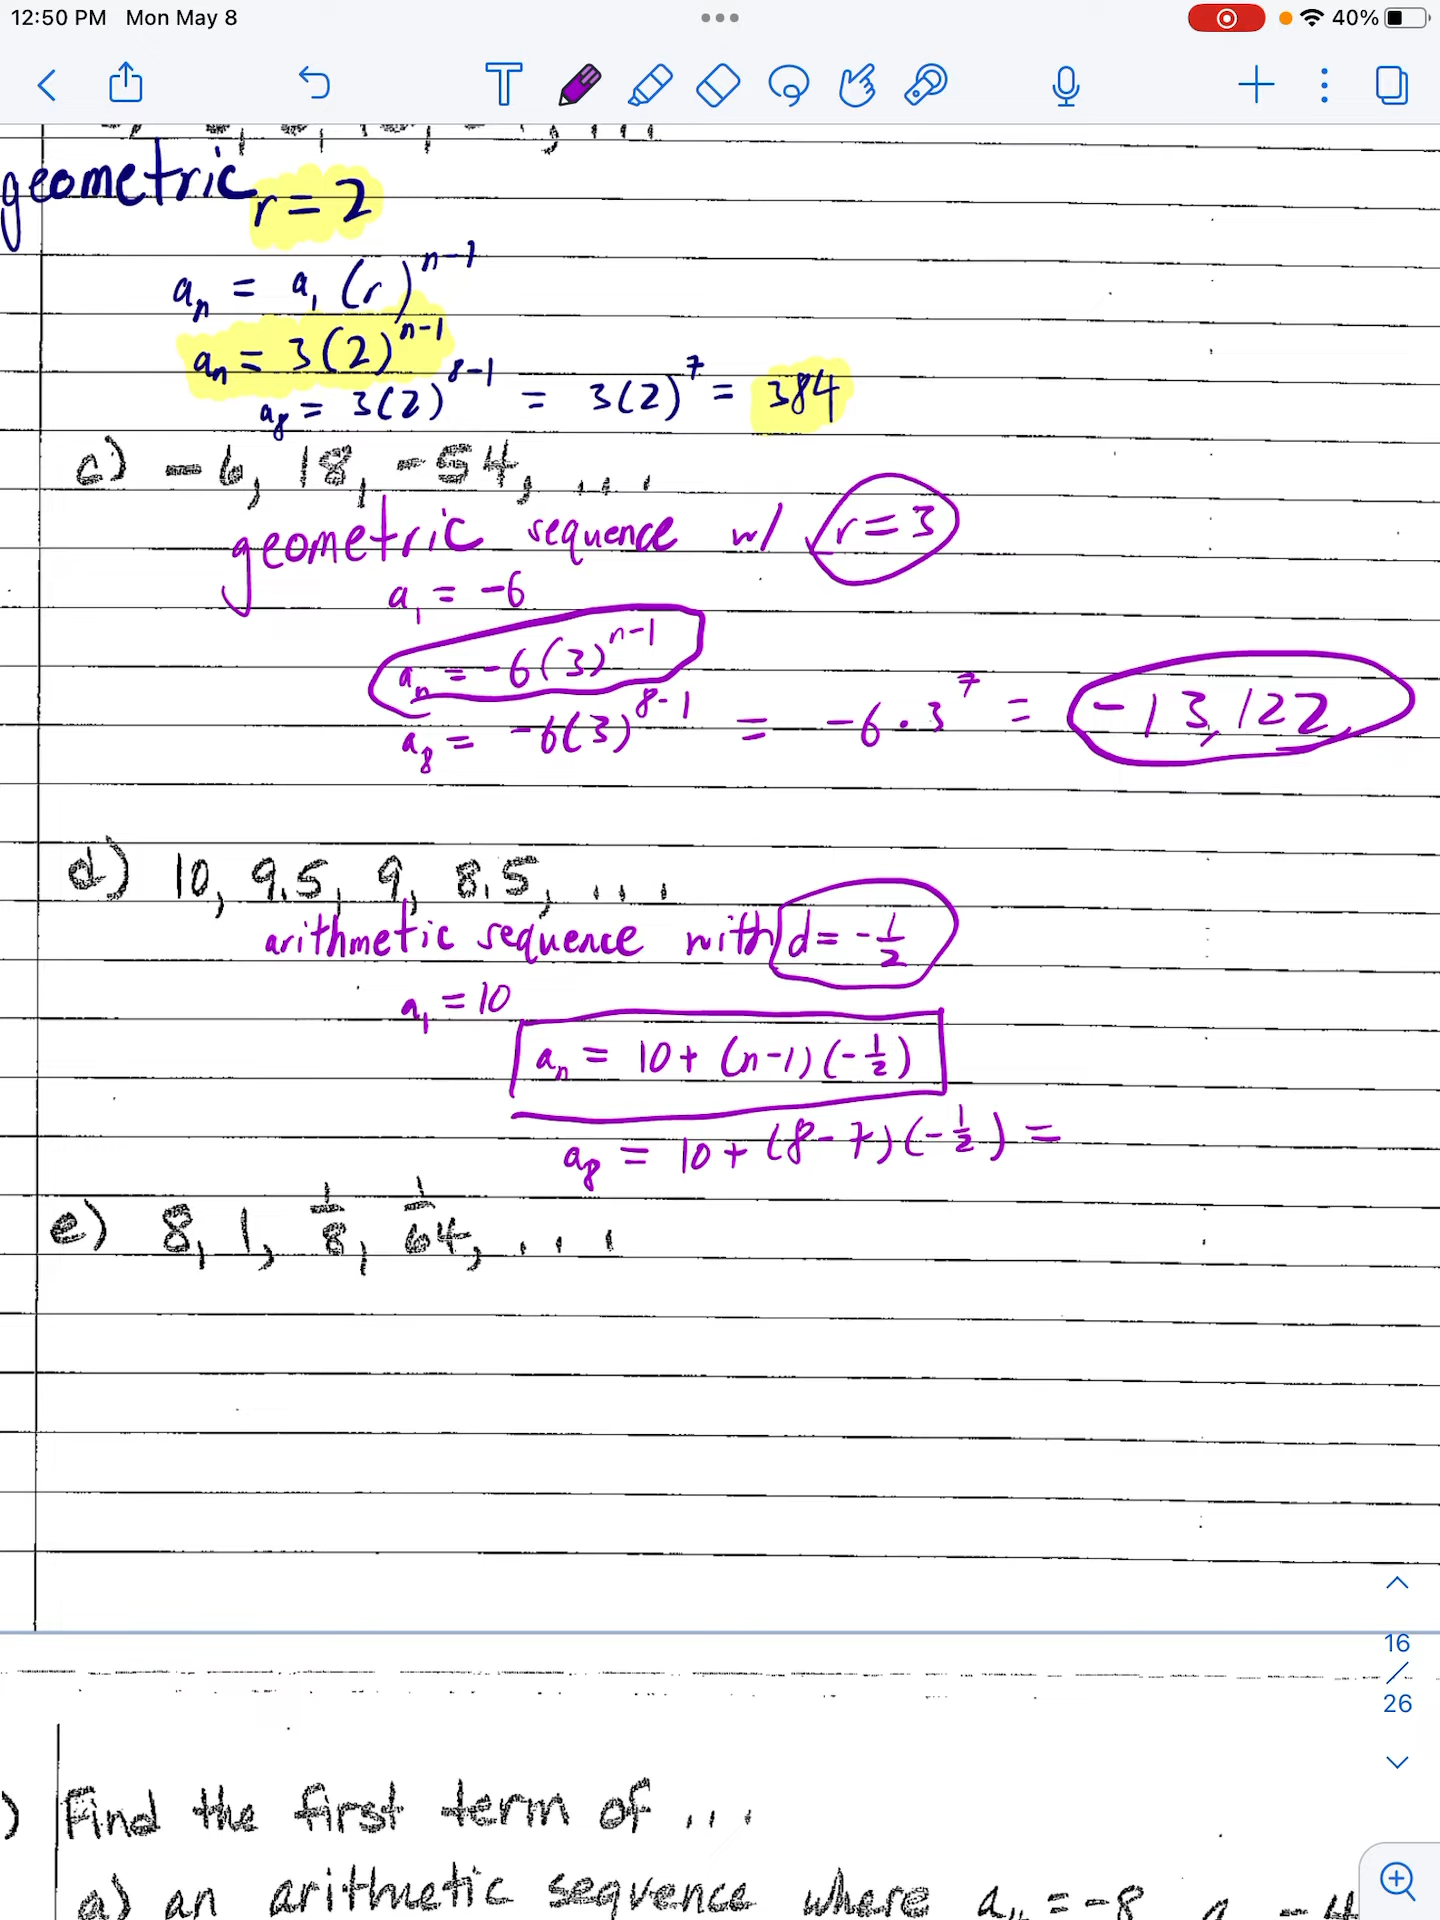 12:50 PM Mon May 8
40%
T
geometric r = 2
aₙ = a₁ (r)ⁿ⁻¹
aₙ = 3(2)ⁿ⁻¹
a₈ = 3(2)⁸⁻¹ = 3(2)⁷ = 384
c) -6, 18, -54, ...
geometric sequence w/ r = 3
a₁ = -6
aₙ = -6(3)ⁿ⁻¹
a₈ = -6(3)⁸⁻¹ = -6·3⁷ = -13,122
d) 10, 9.5, 9, 8.5, ...
arithmetic sequence with d = -1/2
a₁ = 10
aₙ = 10 + (n-1)(-1/2)
a₈ = 10 + (8-7)(-1/2) =
e) 8, 1, 1/8, 1/64, ...
16
/
26
) Find the first term of ...
a) an arithmetic sequence where = -8